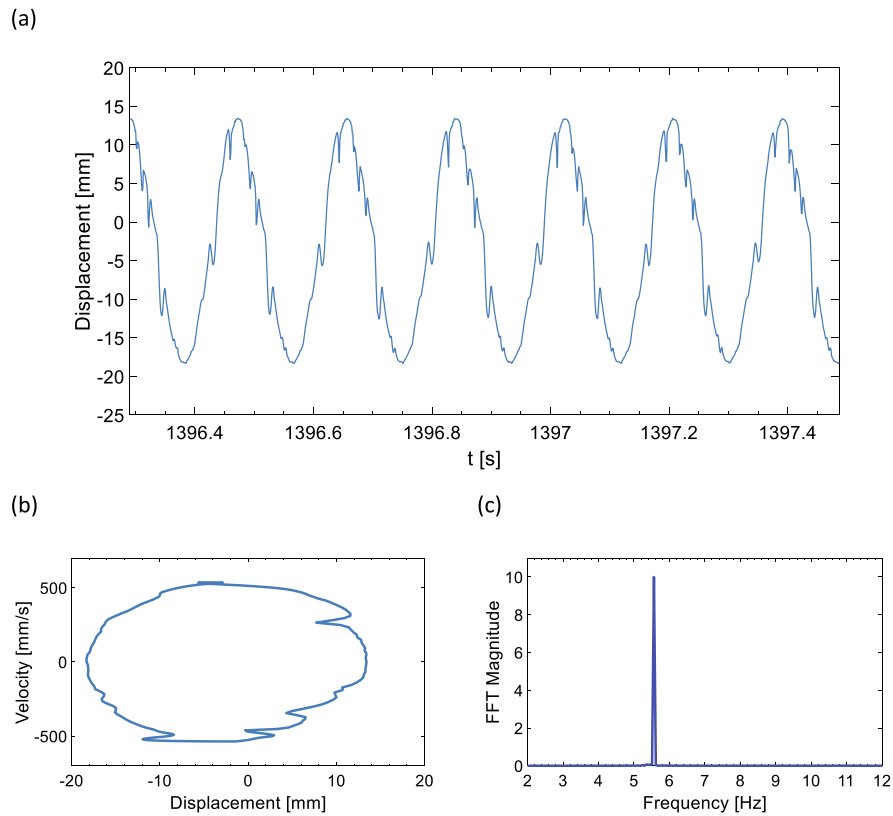 (a)
20
15
10
5
0
-5
-10
-15
-20
-25
Displacement [mm]
1396.4 1396.6 1396.8 1397 1397.2 1397.4
t [s]
(b)
500
0
-500
Velocity [mm/s]
-20 -10 0 10 20
Displacement [mm]
(c)
10
8
6
4
2
0
FFT Magnitude
2 3 4 5 6 7 8 9 10 11 12
Frequency [Hz]